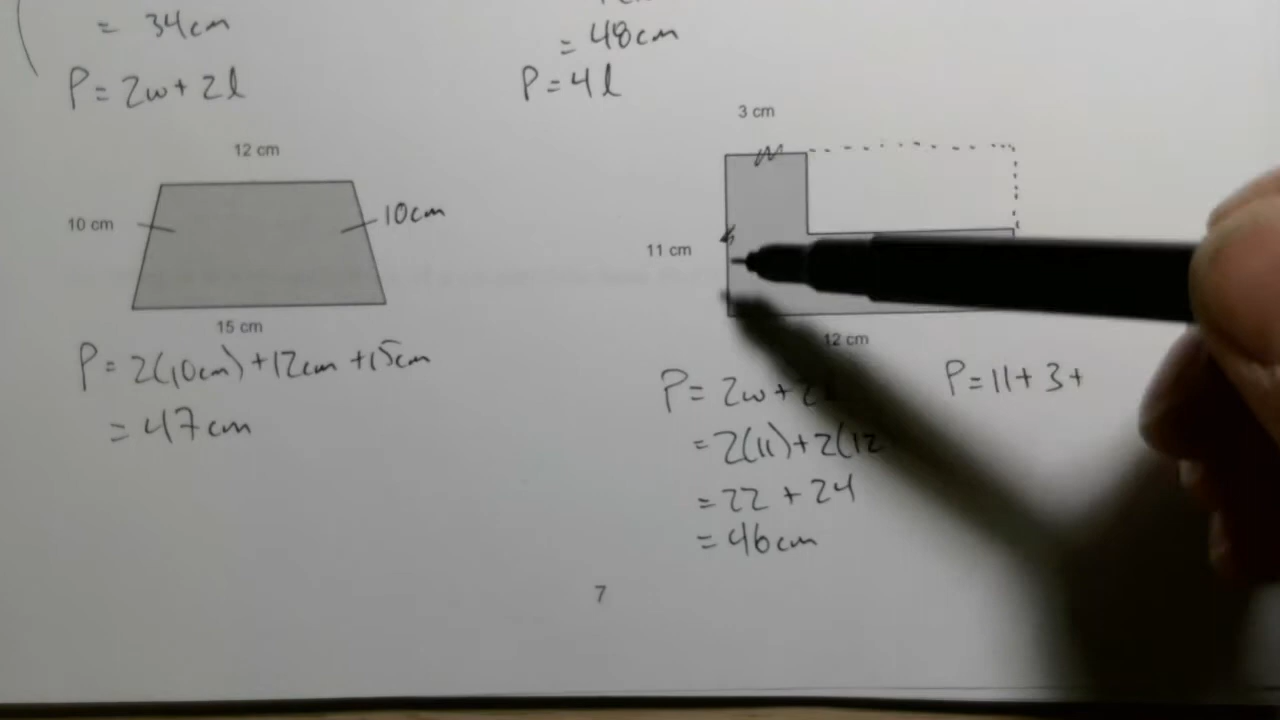 = 34cm
= 48cm
P = 2w + 2l
P = 4l
3 cm
12 cm
10 cm
10cm
11 cm
15 cm
12 cm
P = 2(10cm) + 12cm + 15cm
= 47cm
P = 2w +
= 2(11) + 2(12
= 22 + 24
= 46cm
P = 11 + 3 +
7